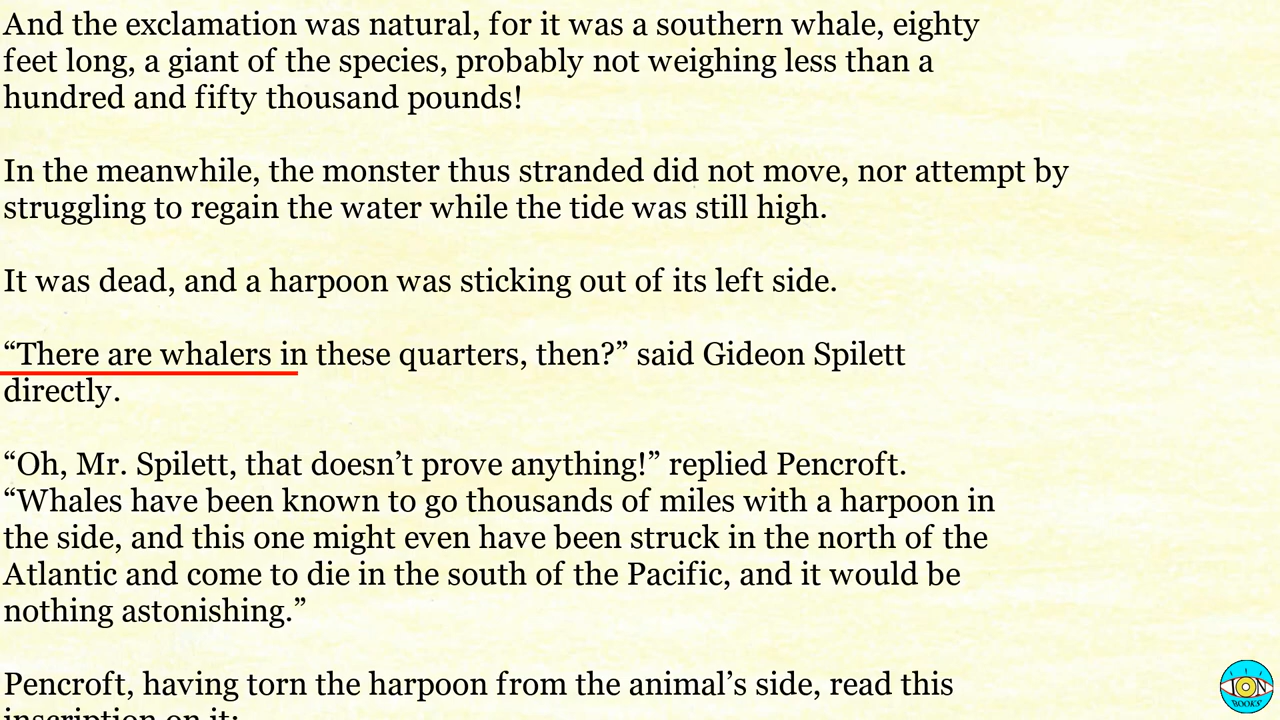 And the exclamation was natural, for it was a southern whale, eighty
feet long, a giant of the species, probably not weighing less than a
hundred and fifty thousand pounds!
In the meanwhile, the monster thus stranded did not move, nor attempt by
struggling to regain the water while the tide was still high.
It was dead, and a harpoon was sticking out of its left side.
“There are whalers in these quarters, then?” said Gideon Spilett
directly.
“Oh, Mr. Spilett, that doesn’t prove anything!” replied Pencroft.
“Whales have been known to go thousands of miles with a harpoon in
the side, and this one might even have been struck in the north of the
Atlantic and come to die in the south of the Pacific, and it would be
nothing astonishing.”
Pencroft, having torn the harpoon from the animal’s side, read this
inscription on it:
ION
BOOKS